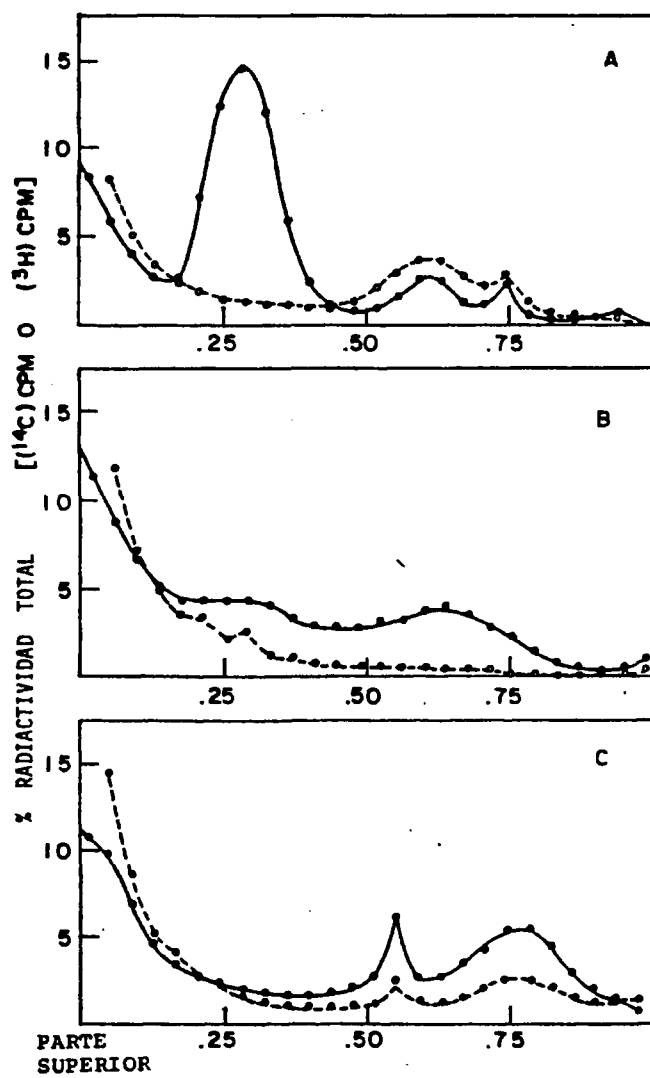 % RADIACTIVIDAD TOTAL [(¹⁴C) CPM O (³H) CPM]
A
15
10
5
.25 .50 .75
B
15
10
5
.25 .50 .75
C
15
10
5
.25 .50 .75
PARTE
SUPERIOR